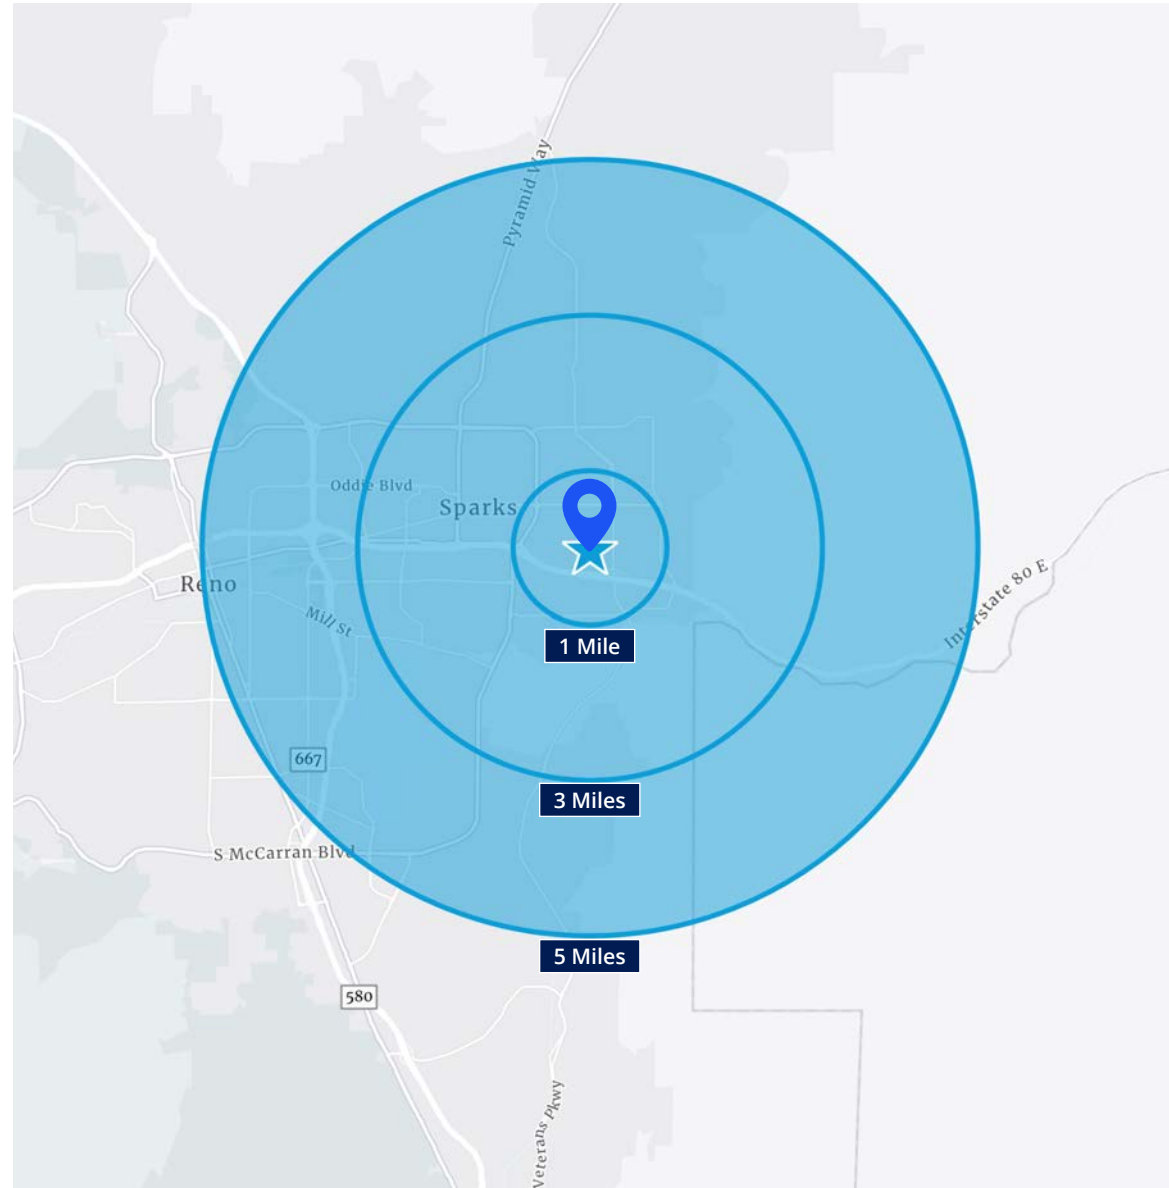 Pyramid Way
Oddie Blvd
Sparks
Reno
Interstate 80 E
Mill St
1 Mile
667
3 Miles
S McCarran Blvd
5 Miles
580
Veterans Pkwy